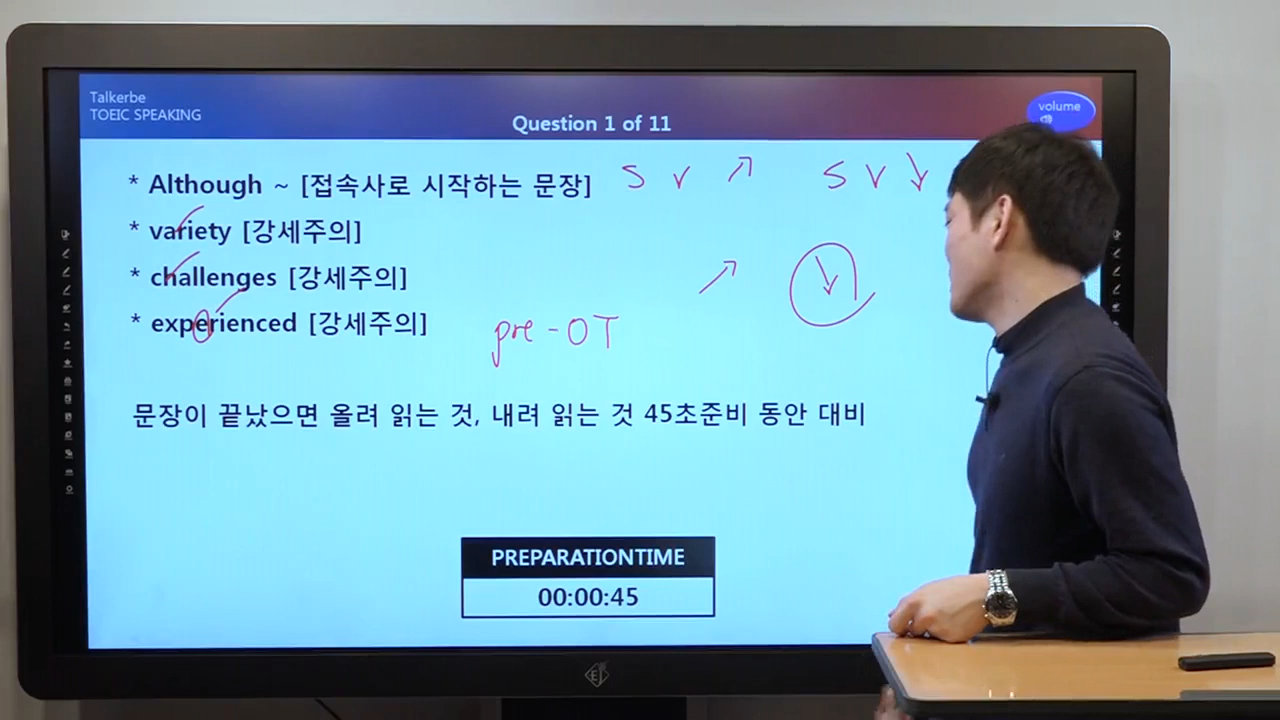 Talkerbe
TOEIC SPEAKING
Question 1 of 11
volume
* Although ~ [접속사로 시작하는 문장] S V ↗ S V ↘
* variety [강세주의]
* challenges [강세주의]
* experienced [강세주의]
pre-OT
문장이 끝났으면 올려 읽는 것, 내려 읽는 것 45초준비 동안 대비
PREPARATIONTIME
00:00:45